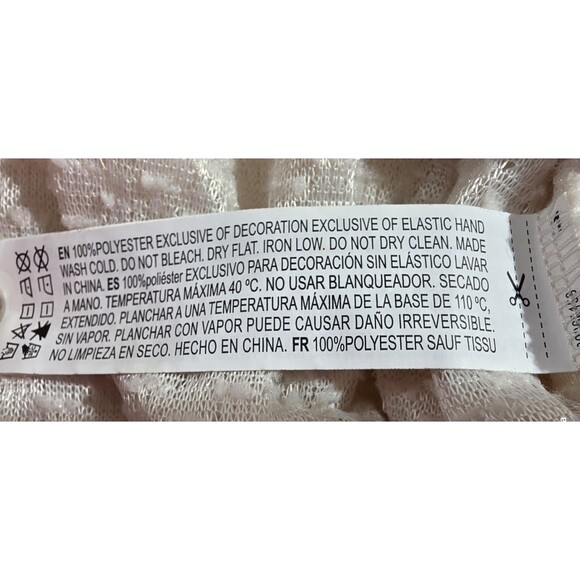 EN 100%POLYESTER EXCLUSIVE OF DECORATION EXCLUSIVE OF ELASTIC HAND
WASH COLD. DO NOT BLEACH. DRY FLAT. IRON LOW. DO NOT DRY CLEAN. MADE
IN CHINA. ES 100%poliéster EXCLUSIVO PARA DECORACIÓN SIN ELÁSTICO LAVAR
A MANO. TEMPERATURA MÁXIMA 40 ºC. NO USAR BLANQUEADOR. SECADO
EXTENDIDO. PLANCHAR A UNA TEMPERATURA MÁXIMA DE LA BASE DE 110 ºC,
SIN VAPOR. PLANCHAR CON VAPOR PUEDE CAUSAR DAÑO IRREVERSIBLE.
NO LIMPIEZA EN SECO. HECHO EN CHINA. FR 100%POLYESTER SAUF TISSU